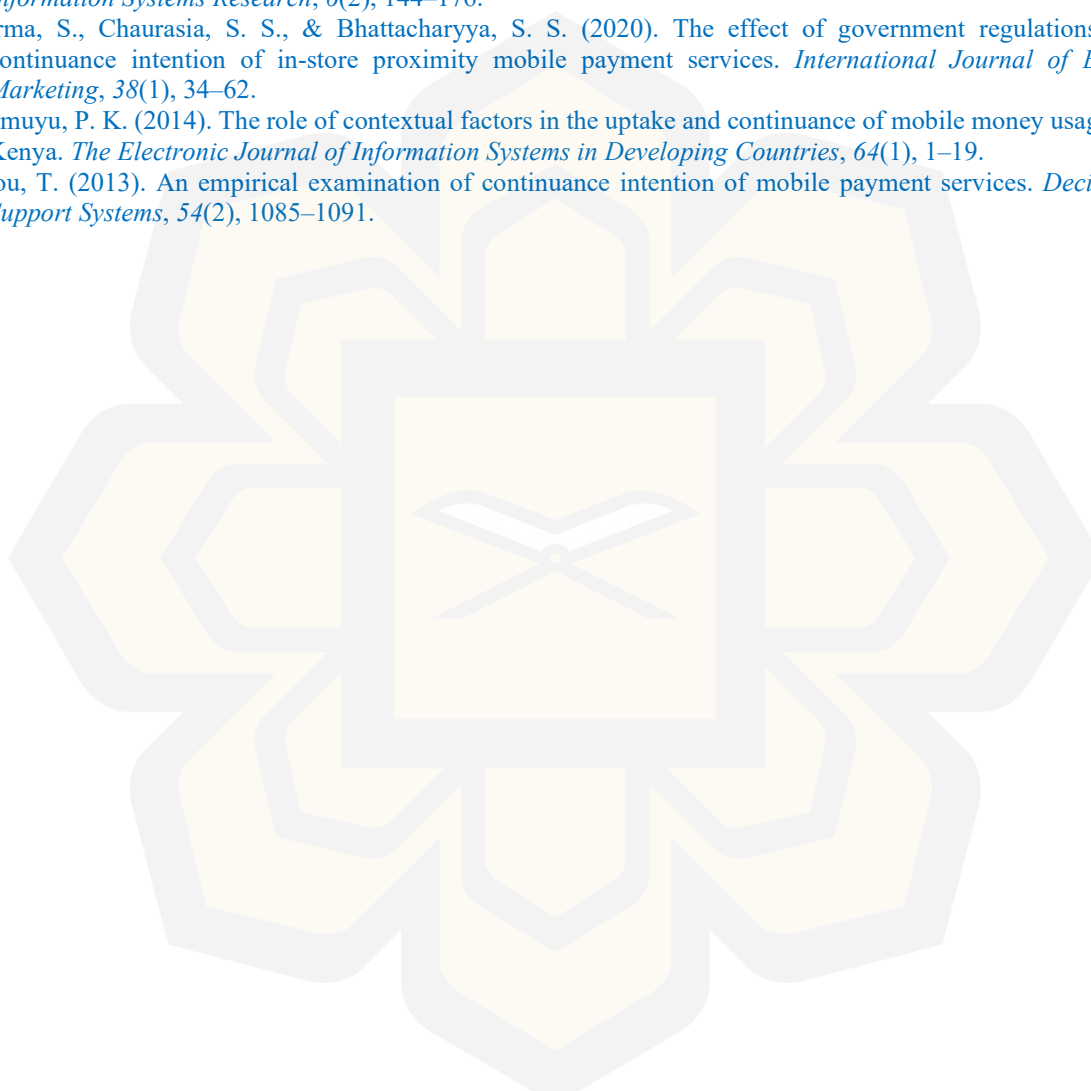 Information Systems Research, 6(2), 144–176.
rma, S., Chaurasia, S. S., & Bhattacharyya, S. S. (2020). The effect of government regulations
ontinuance intention of in-store proximity mobile payment services. International Journal of
Marketing, 38(1), 34–62.
muyu, P. K. (2014). The role of contextual factors in the uptake and continuance of mobile money
Kenya. The Electronic Journal of Information Systems in Developing Countries, 64(1), 1–19.
ou, T. (2013). An empirical examination of continuance intention of mobile payment services.
upport Systems, 54(2), 1085–1091.